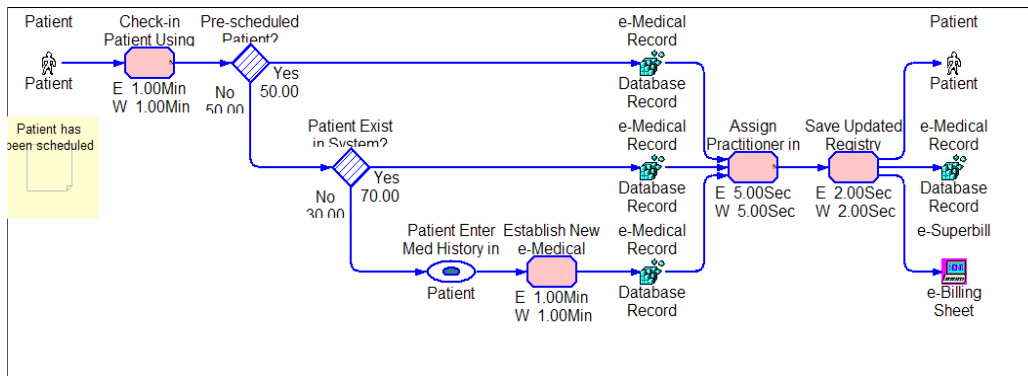 Patient
Patient
Check-in
Patient Using
E 1.00Min
W 1.00Min
Pre-scheduled
Patient?
Yes
50.00
No
50.00
Patient has
been scheduled
Patient Exist
in System?
Yes
70.00
No
30.00
Patient Enter
Med History in
Patient
Establish New
e-Medical
E 1.00Min
W 1.00Min
e-Medical
Record
Database
Record
e-Medical
Record
Database
Record
e-Medical
Record
Database
Record
Assign
Practitioner in
E 5.00Sec
W 5.00Sec
Save Updated
Registry
E 2.00Sec
W 2.00Sec
Patient
Patient
e-Medical
Record
Database
Record
e-Superbill
e-Billing
Sheet